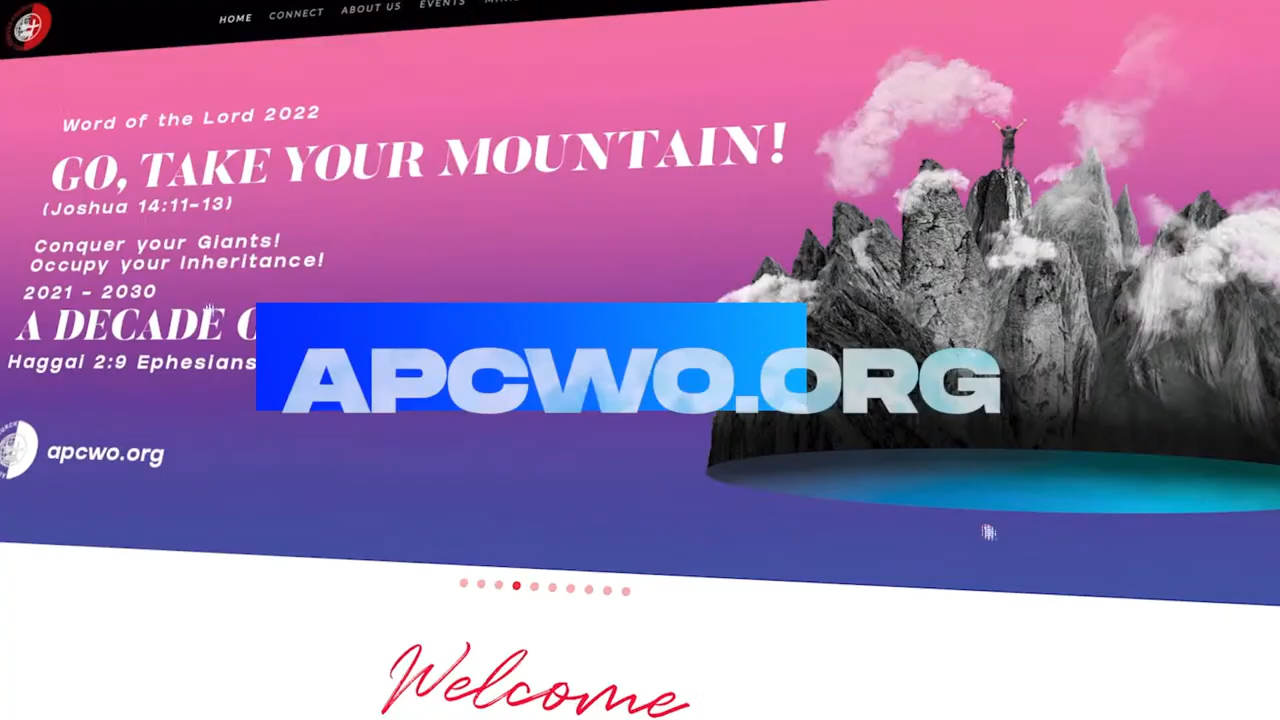 HOME CONNECT ABOUT US EVENTS
Word of the Lord 2022
GO, TAKE YOUR MOUNTAIN!
(Joshua 14:11-13)
Conquer your Giants!
Occupy your Inheritance!
2021 - 2030
A DECADE
Haggai 2:9 Ephesians
APCWO.ORG
apcwo.org
Welcome